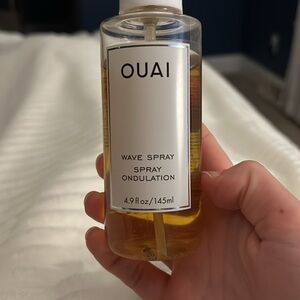 OUAI
WAVE SPRAY
SPRAY
ONDULATION
4.9 fl oz/145ml